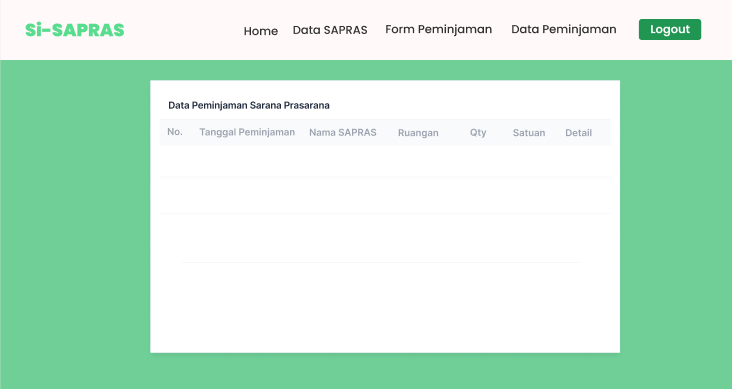 Si-SAPRAS Home Data SAPRAS Form Peminjaman Data Peminjaman Logout
Data Peminjaman Sarana Prasarana
No. Tanggal Peminjaman Nama SAPRAS Ruangan Qty Satuan Detail